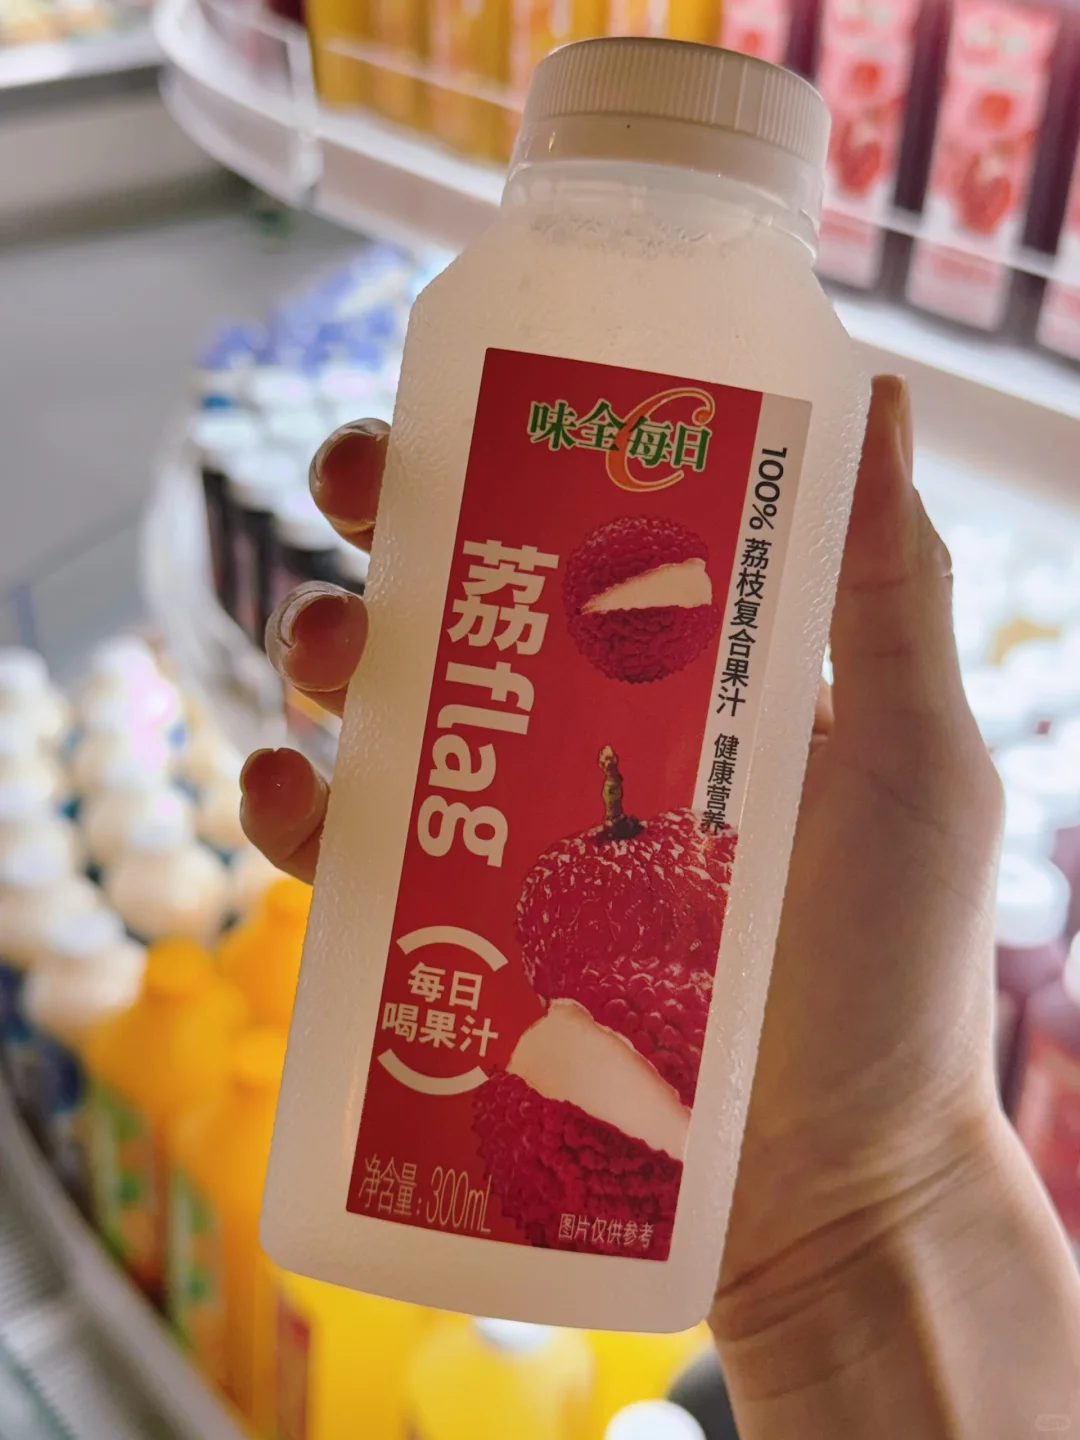 味全每日C
100% 荔枝复合果汁 健康营养
荔flag
每日
喝果汁
净含量:300mL
图片仅供参考